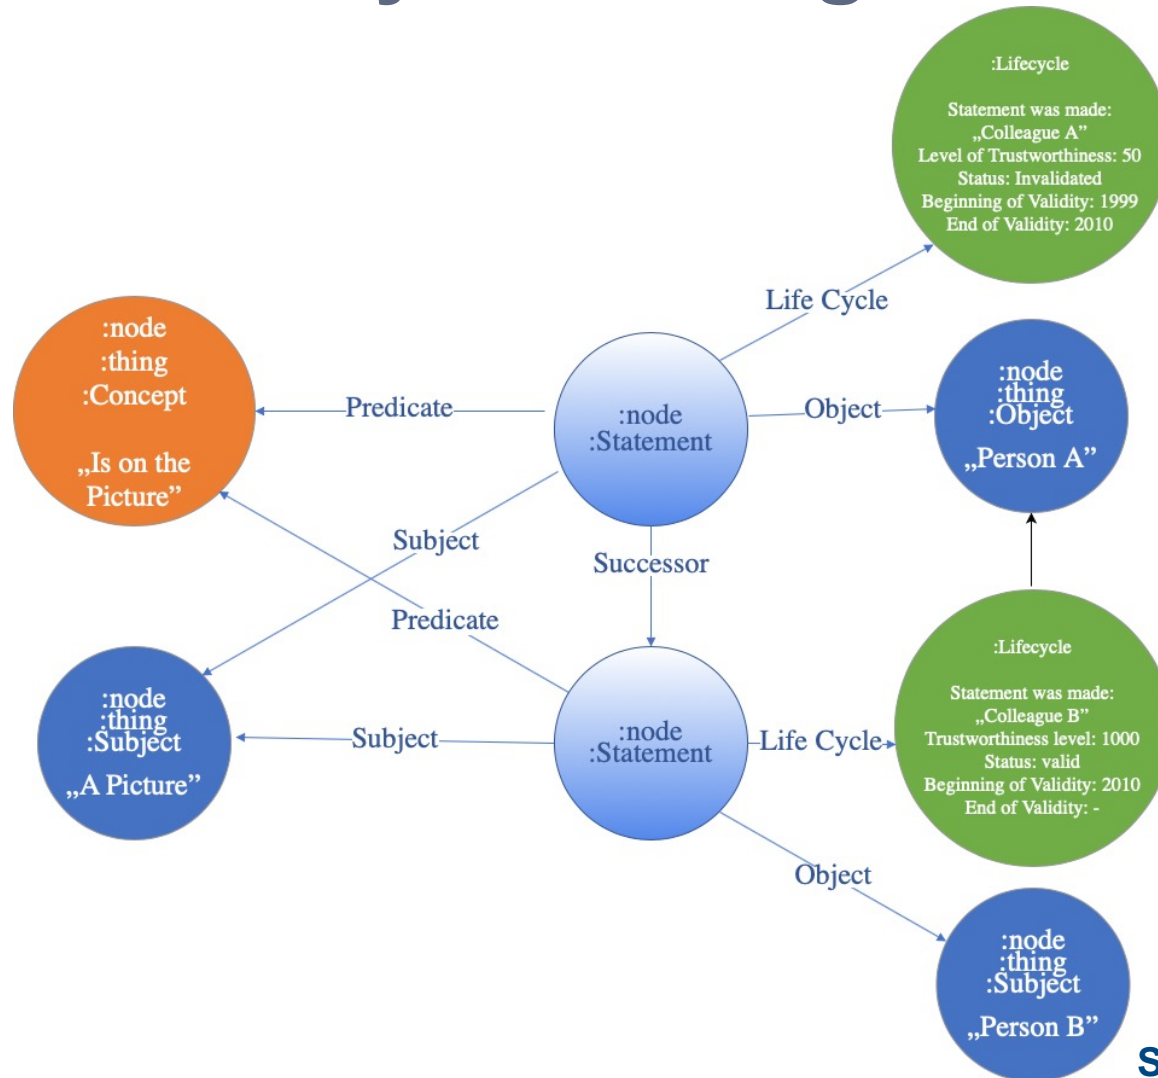 :Lifecycle
Statement was made:
„Colleague A”
Level of Trustworthiness: 50
Status: Invalidated
Beginning of Validity: 1999
End of Validity: 2010
Life Cycle
:node
:thing
:Concept
„Is on the
Picture”
Predicate
:node
:Statement
Object
:node
:thing
:Object
„Person A”
Subject
Successor
Predicate
:node
:thing
:Subject
„A Picture”
Subject
:node
:Statement
Life Cycle
:Lifecycle
Statement was made:
„Colleague B”
Trustworthiness level: 1000
Status: valid
Beginning of Validity: 2010
End of Validity: -
Object
:node
:thing
:Subject
„Person B”
S